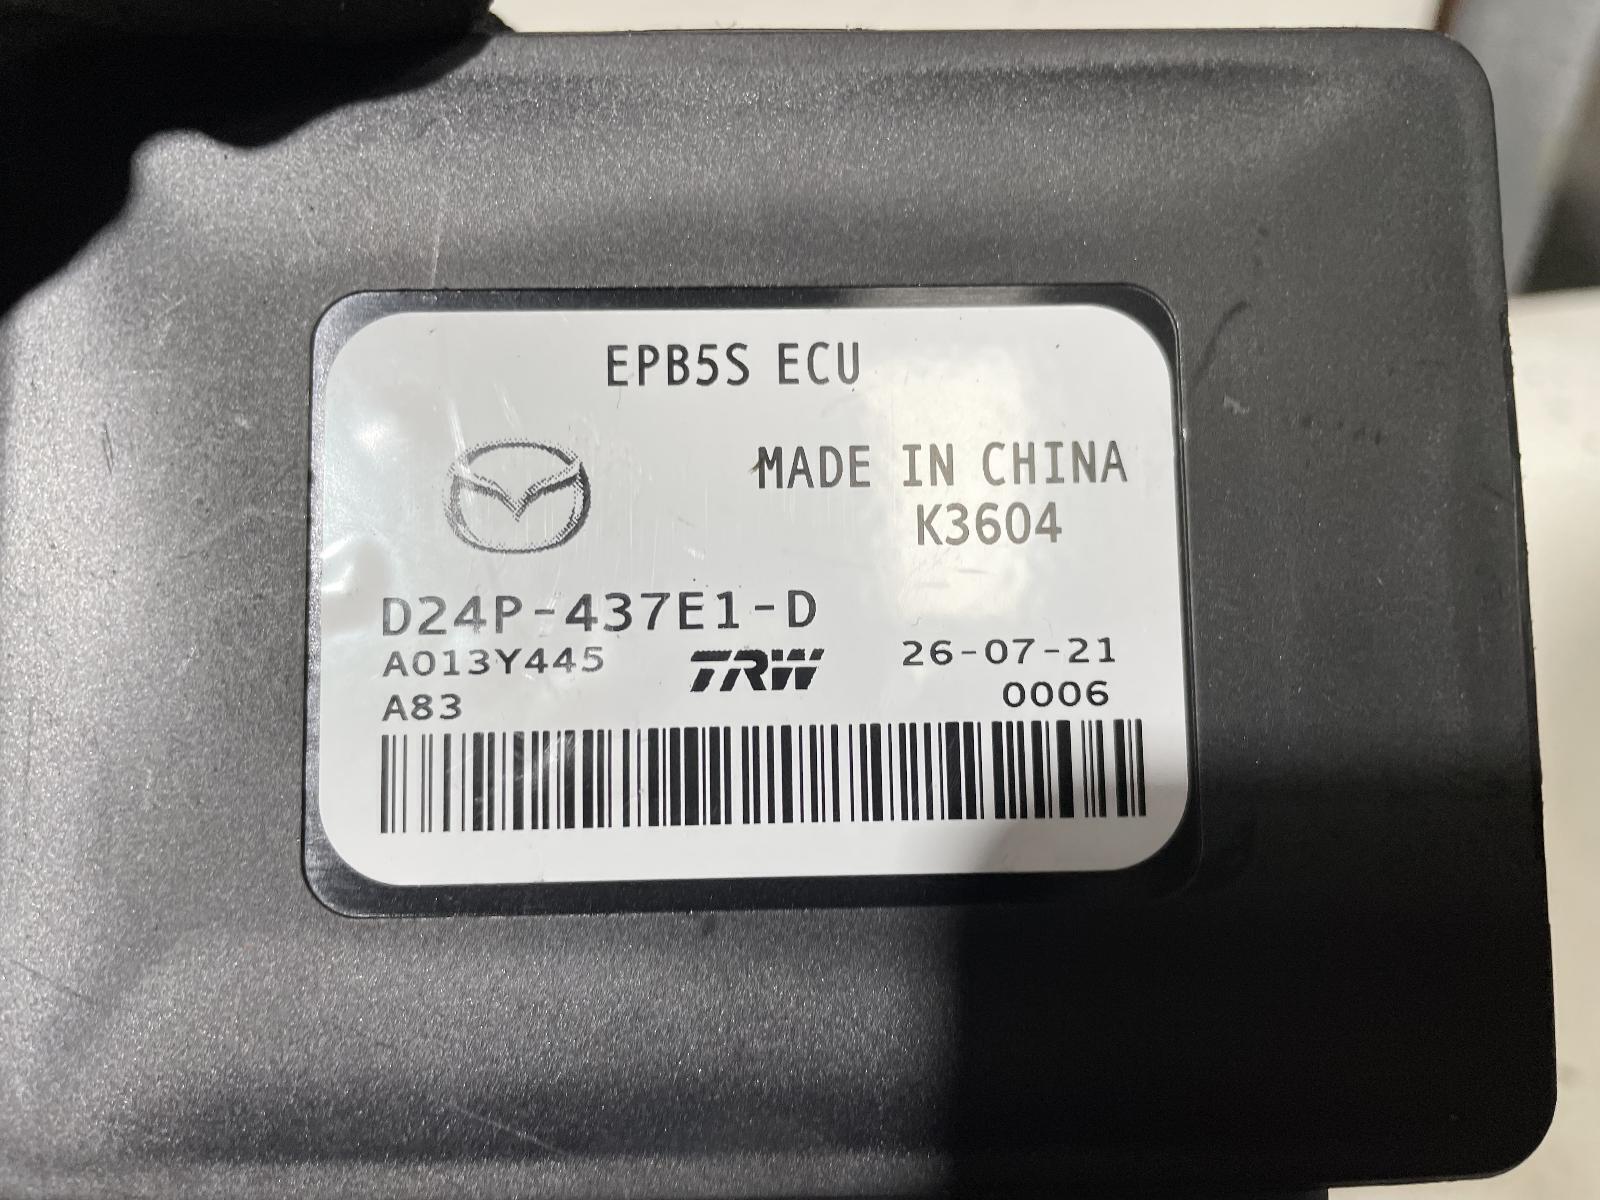 EPB5S ECU
MADE IN CHINA
K3604
D24P-437E1-D
A013Y445
TRW
26-07-21
A83
0006